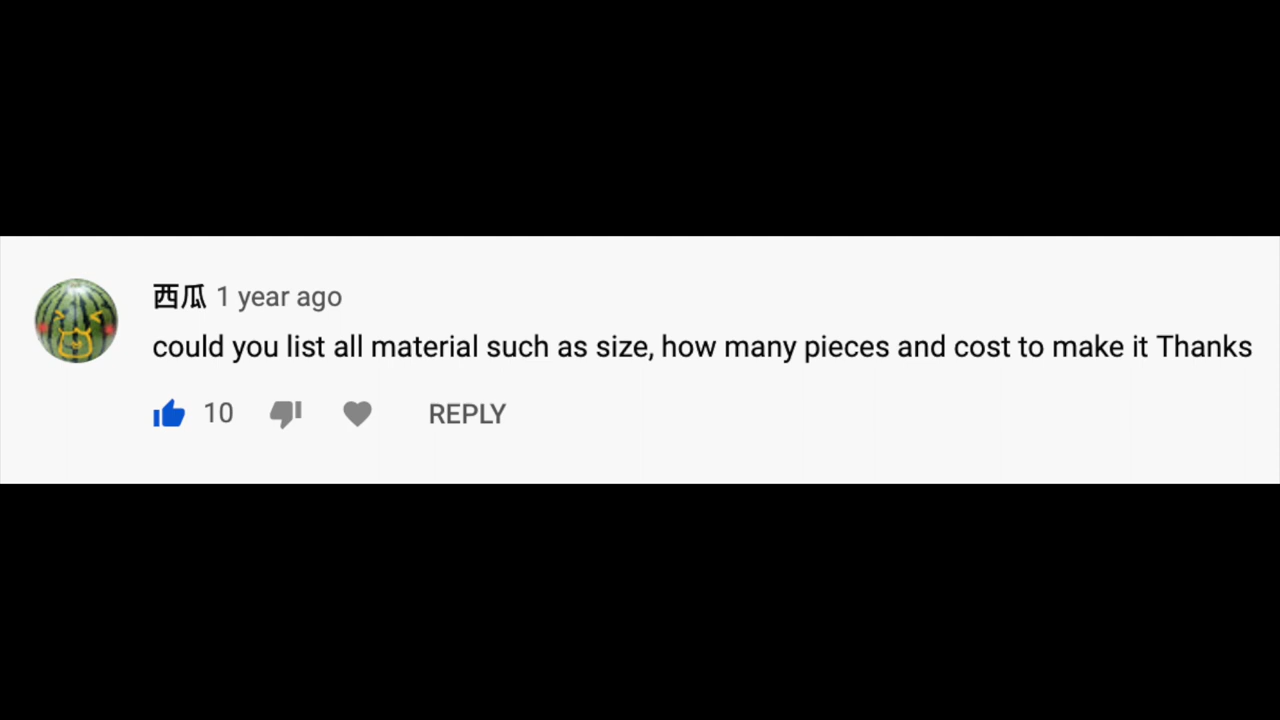 西瓜 1 year ago
could you list all material such as size, how many pieces and cost to make it Thanks
10 REPLY